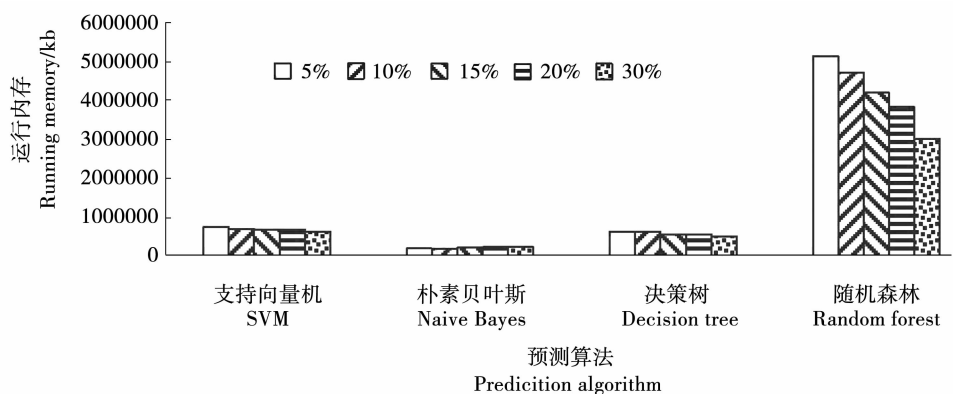 运行内存
Running memory/kb
6000000
5000000
4000000
3000000
2000000
1000000
0
5% 10% 15% 20% 30%
支持向量机 朴素贝叶斯 决策树 随机森林
SVM Naive Bayes Decision tree Random forest
预测算法
Predicition algorithm